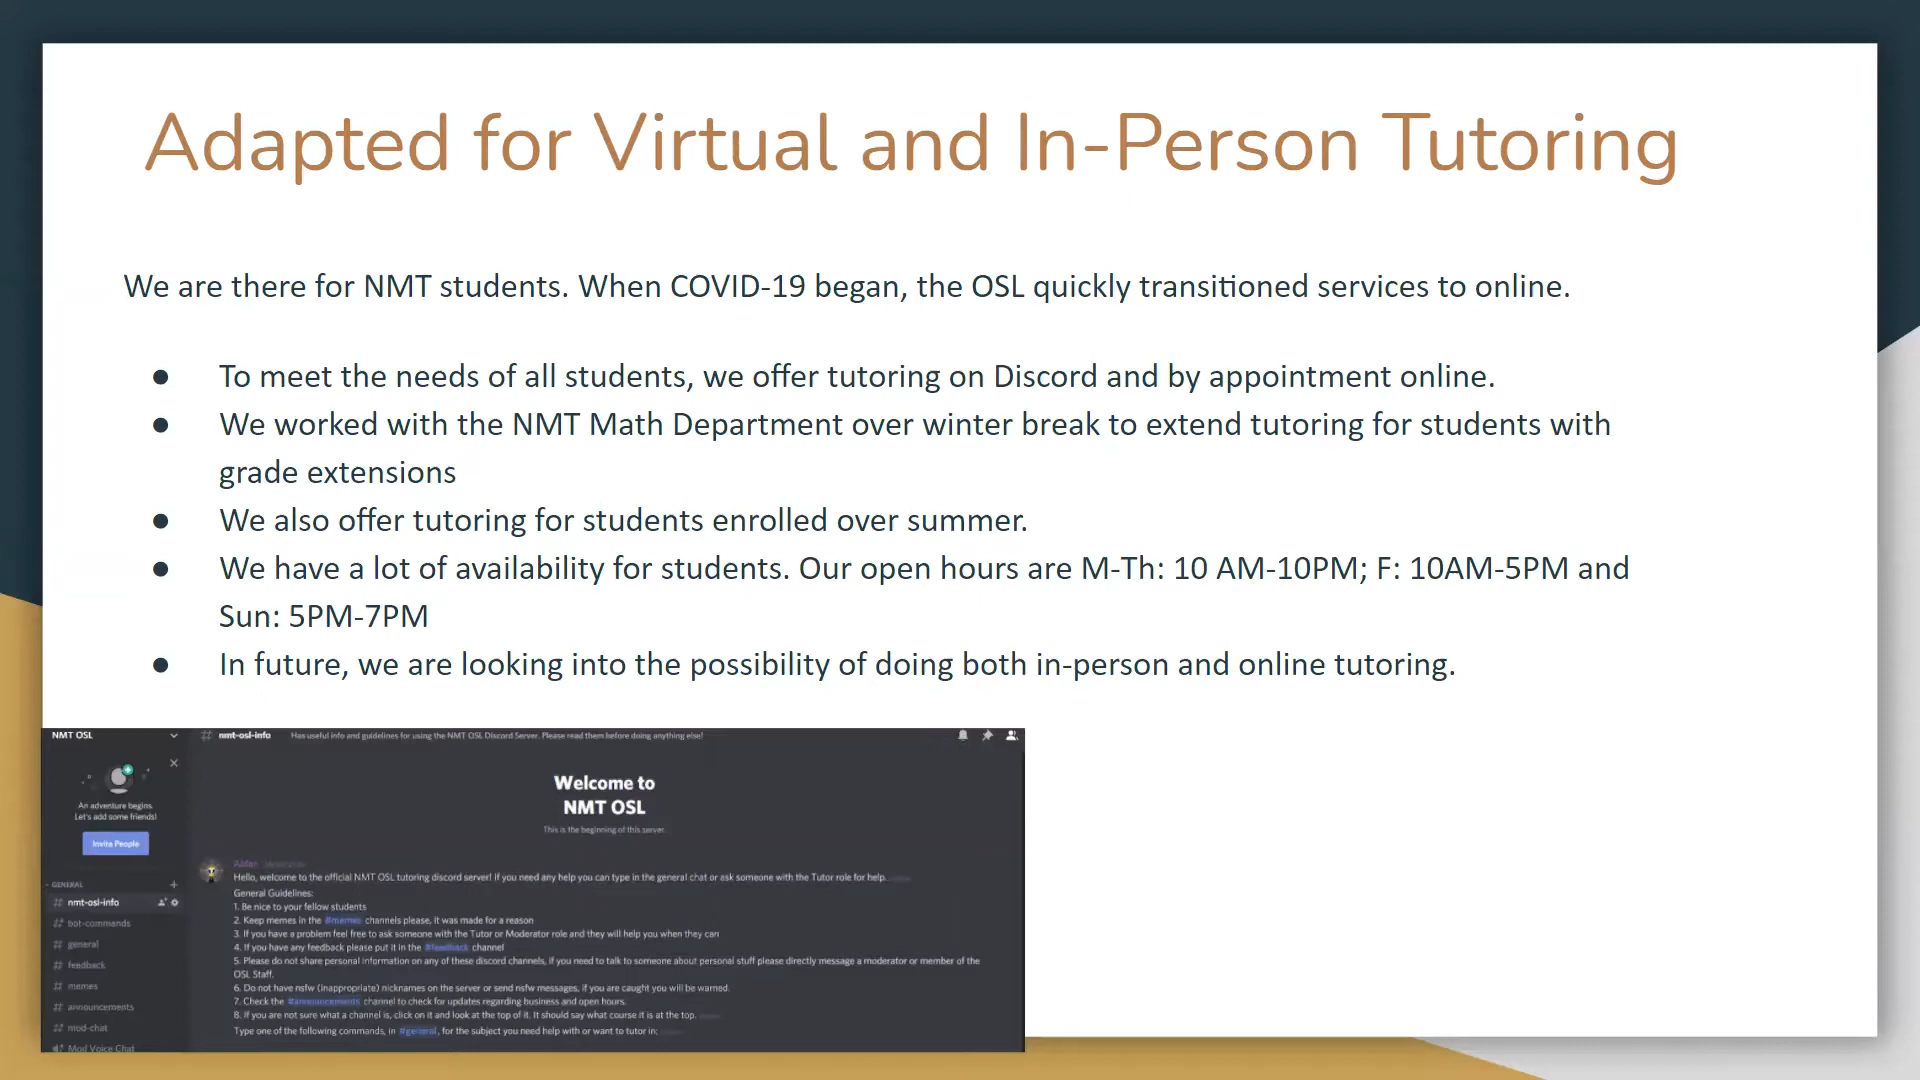 Adapted for Virtual and In-Person Tutoring
We are there for NMT students. When COVID-19 began, the OSL quickly transitioned services to online.
● To meet the needs of all students, we offer tutoring on Discord and by appointment online.
● We worked with the NMT Math Department over winter break to extend tutoring for students with
grade extensions
● We also offer tutoring for students enrolled over summer.
● We have a lot of availability for students. Our open hours are M-Th: 10 AM-10PM; F: 10AM-5PM and
Sun: 5PM-7PM
● In future, we are looking into the possibility of doing both in-person and online tutoring.
NMT OSL
An adventure begins.
Let's add some friends!
Invite People
GENERAL
# nmt-osl-info
bot-commands
# general
# feedback
# memes
# announcements
# mod-chat
Mod Voice Chat
# nmt-osl-info Has useful info and guidelines for using the NMT OSL Discord Server. Please read them before doing anything else!
Welcome to
NMT OSL
This is the beginning of this server.
Hello, welcome to the official NMT OSL tutoring discord server! If you need any help you can type in the general chat or ask someone with the Tutor role for help.
General Guidelines:
1. Be nice to your fellow students
2. Keep memes in the #memes channels please, it was made for a reason
3. If you have a problem feel free to ask someone with the Tutor or Moderator role and they will help you when they can
4. If you have any feedback please put it in the #feedback channel
5. Please do not share personal information on any of these discord channels, if you need to talk to someone about personal stuff please directly message a moderator or member of the
OSL Staff.
6. Do not have nsfw (inappropriate) nicknames on the server or send nsfw messages, if you are caught you will be warned.
7. Check the #announcements channel to check for updates regarding business and open hours.
8. If you are not sure what a channel is, click on it and look at the top of it. It should say what course it is at the top.
Type one of the following commands, in #general, for the subject you need help with or want to tutor in: